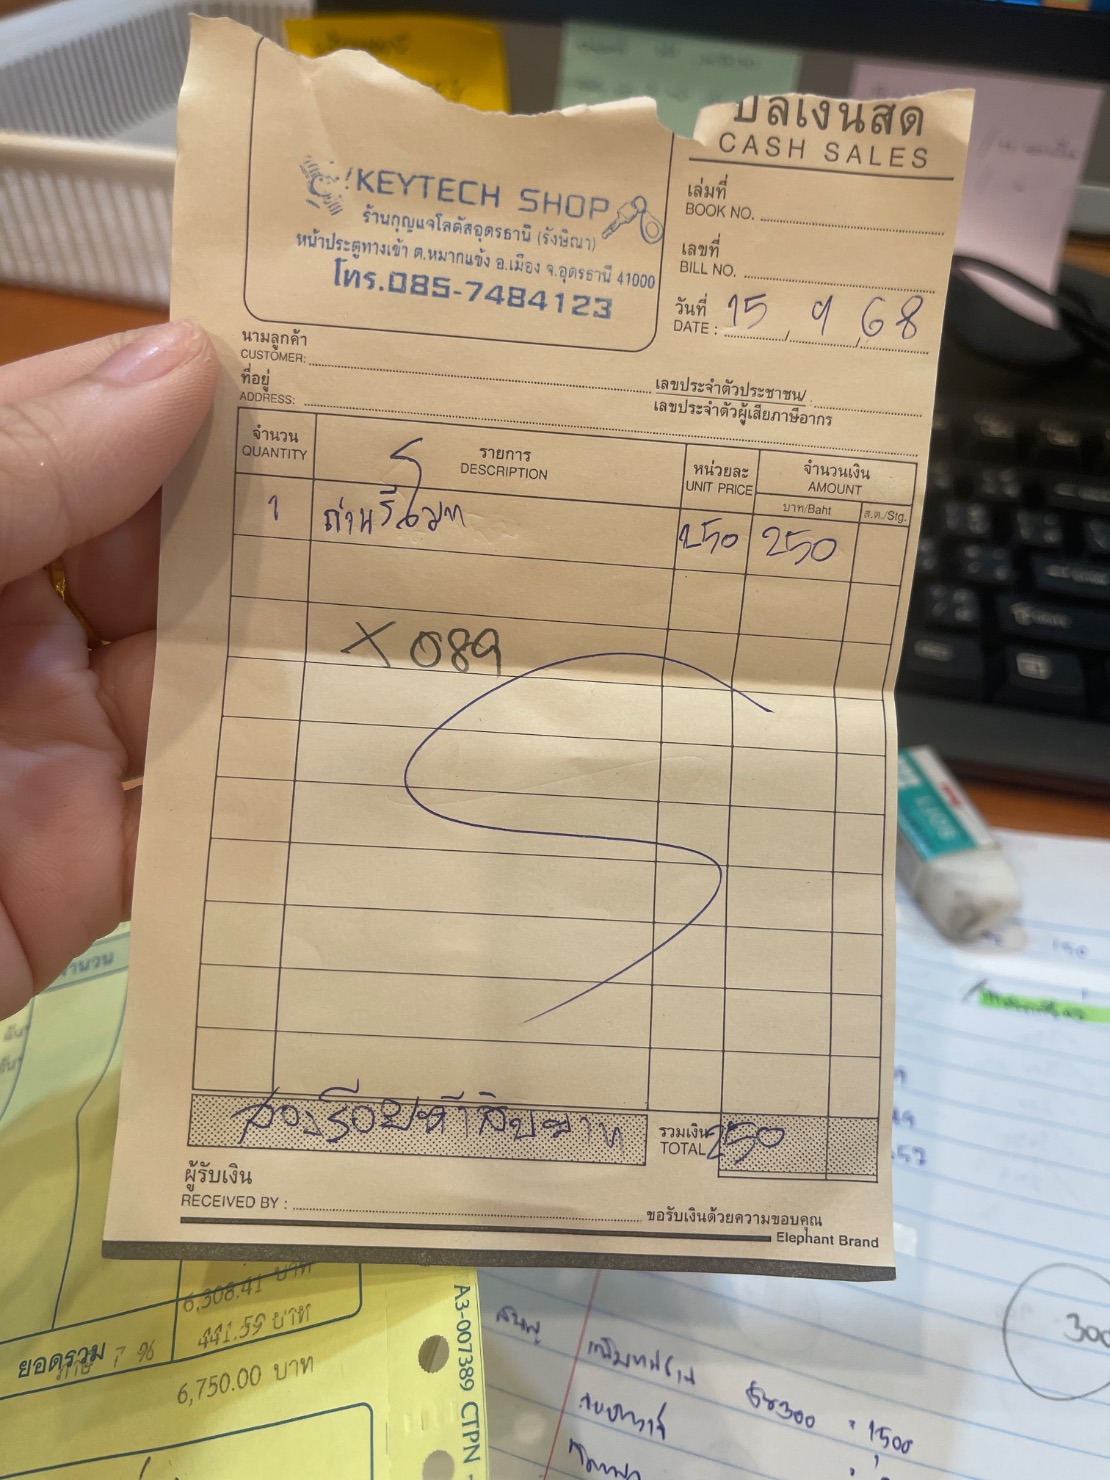 บิลเงินสด
CASH SALES
KEYTECH SHOP
ร้านกุญแจโลตัสอุดรธานี (รังษิณา)
หน้าประตูทางเข้า ต.หมากแข้ง อ.เมือง จ.อุดรธานี 41000
โทร.085-7484123
เล่มที่
BOOK NO.
เลขที่
BILL NO.
วันที่
DATE : 15 9 68
นามลูกค้า
CUSTOMER:
ที่อยู่
ADDRESS:
เลขประจำตัวประชาชน/
เลขประจำตัวผู้เสียภาษีอากร
จำนวน รายการ หน่วยละ จำนวนเงิน
QUANTITY DESCRIPTION UNIT PRICE AMOUNT
บาท/Baht ส.ต./Stg.
1 ถ่านรีโมท 250 250
X 089
สองร้อยห้าสิบบาท
รวมเงิน
TOTAL 250
ผู้รับเงิน
RECEIVED BY :
ขอรับเงินด้วยความขอบคุณ
Elephant Brand
จำนวน
6,308.41 บาท
7 % 441.59 บาท
ยอดรวม
6,750.00 บาท
A3-007389 CTPN
150
57
300
1500